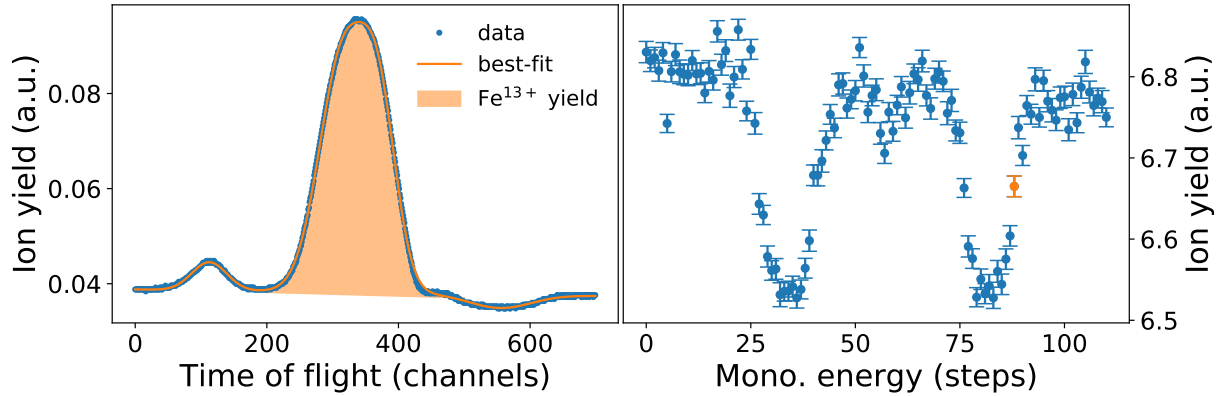 Ion yield (a.u.)
0.08
0.06
0.04
data
best-fit
Fe¹³⁺ yield
0
200
400
600
Time of flight (channels)
0
25
50
75
100
Mono. energy (steps)
6.8
6.7
6.6
6.5
Ion yield (a.u.)